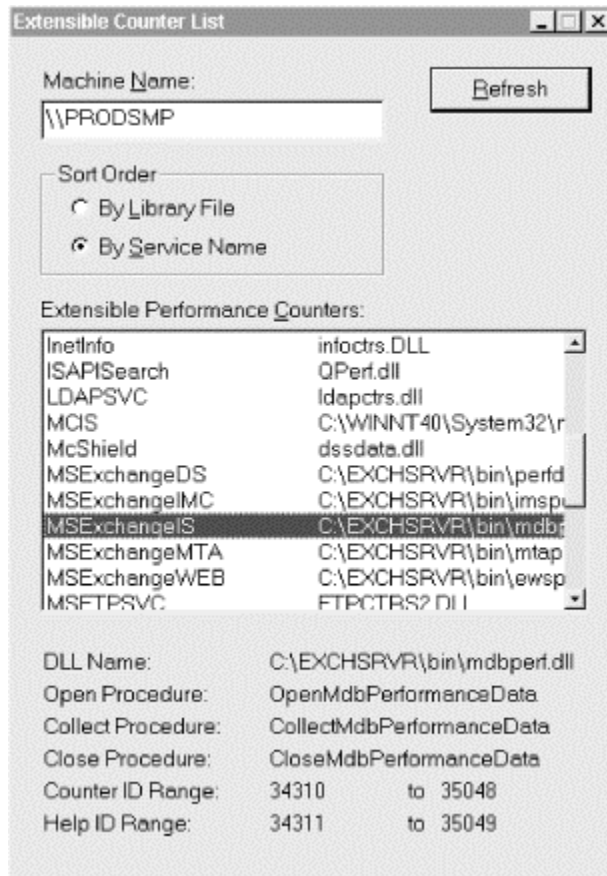 Extensible Counter List
Machine Name:
Refresh
\\PRODSMP
Sort Order
By Library File
By Service Name
Extensible Performance Counters:
InetInfo infoctrs.DLL
ISAPISearch QPerf.dll
LDAPSVC ldapctrs.dll
MCIS C:\WINNT40\System32\r
McShield dssdata.dll
MSExchangeDS C:\EXCHSRVR\bin\perfd
MSExchangeIMC C:\EXCHSRVR\bin\imspe
MSExchangeIS C:\EXCHSRVR\bin\mdbp
MSExchangeMTA C:\EXCHSRVR\bin\mtap
MSExchangeWEB C:\EXCHSRVR\bin\ewsp
MSFTPSVC FTPCTRS2.DLL
DLL Name: C:\EXCHSRVR\bin\mdbperf.dll
Open Procedure: OpenMdbPerformanceData
Collect Procedure: CollectMdbPerformanceData
Close Procedure: CloseMdbPerformanceData
Counter ID Range: 34310 to 35048
Help ID Range: 34311 to 35049